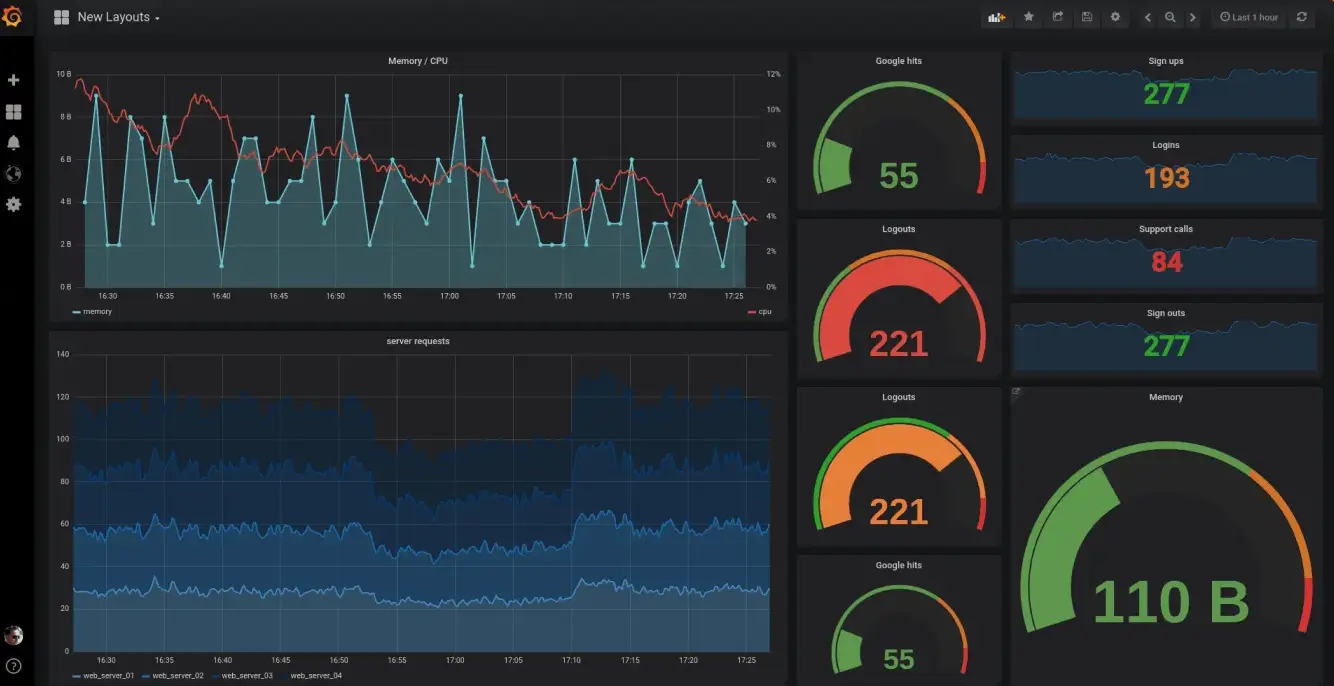 New Layouts
Last 1 hour
Memory / CPU
10 B
8 B
6 B
4 B
2 B
0 B
12%
10%
8%
6%
4%
2%
0%
16:30 16:35 16:40 16:45 16:50 16:55 17:00 17:05 17:10 17:15 17:20 17:25
memory
cpu
server requests
140
120
100
80
60
40
20
0
16:30 16:35 16:40 16:45 16:50 16:55 17:00 17:05 17:10 17:15 17:20 17:25
web_server_01 web_server_02 web_server_03 web_server_04
Google hits
55
Logouts
221
Logouts
221
Google hits
55
Sign ups
277
Logins
193
Support calls
84
Sign outs
277
Memory
110 B